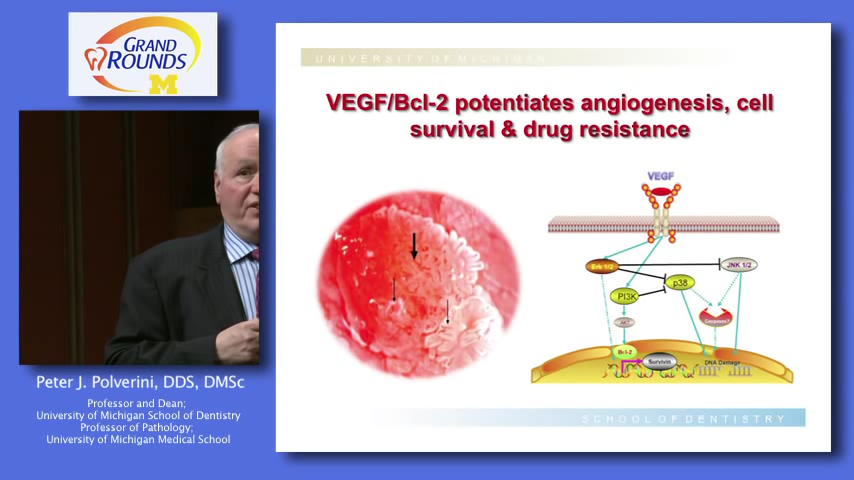 GRAND
ROUNDS
M
UNIVERSITY OF MICHIGAN
VEGF/Bcl-2 potentiates angiogenesis, cell
survival & drug resistance
VEGF
Erk 1/2
JNK 1/2
p38
PI3K
AKT
Caspases?
Bcl-2
Survivin
DNA Damage
SCHOOL OF DENTISTRY
Peter J. Polverini, DDS, DMSc
Professor and Dean;
University of Michigan School of Dentistry
Professor of Pathology;
University of Michigan Medical School